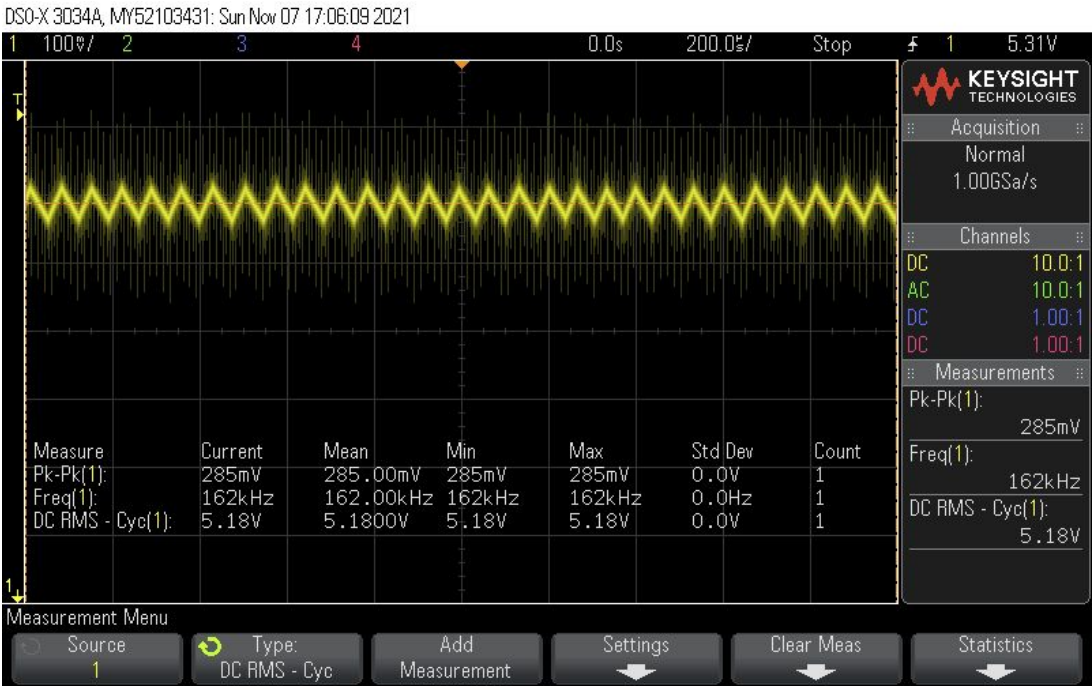 DSO-X 3034A, MY52103431: Sun Nov 07 17:06:09 2021
1 100mV/ 2 3 4 0.0s 200.0µs/ Stop 1 5.31V
T
KEYSIGHT
TECHNOLOGIES
Acquisition
Normal
1.00GSa/s
Channels
DC 10.0:1
AC 10.0:1
DC 1.00:1
DC 1.00:1
Measurements
Pk-Pk(1):
285mV
Freq(1):
162kHz
DC RMS - Cyc(1):
5.18V
Measure Current Mean Min Max Std Dev Count
Pk-Pk(1): 285mV 285.00mV 285mV 285mV 0.0V 1
Freq(1): 162kHz 162.00kHz 162kHz 162kHz 0.0Hz 1
DC RMS - Cyc(1): 5.18V 5.1800V 5.18V 5.18V 0.0V 1
1
Measurement Menu
Source
1
Type:
DC RMS - Cyc
Add
Measurement
Settings
Clear Meas
Statistics